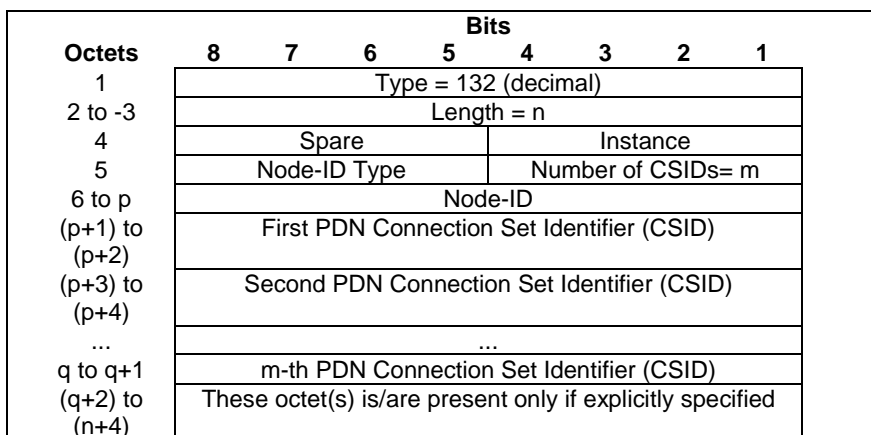 Bits
Octets 8 7 6 5 4 3 2 1
1 Type = 132 (decimal)
2 to -3 Length = n
4 Spare Instance
5 Node-ID Type Number of CSIDs= m
6 to p Node-ID
(p+1) to First PDN Connection Set Identifier (CSID)
(p+2)
(p+3) to Second PDN Connection Set Identifier (CSID)
(p+4)
... ...
q to q+1 m-th PDN Connection Set Identifier (CSID)
(q+2) to These octet(s) is/are present only if explicitly specified
(n+4)